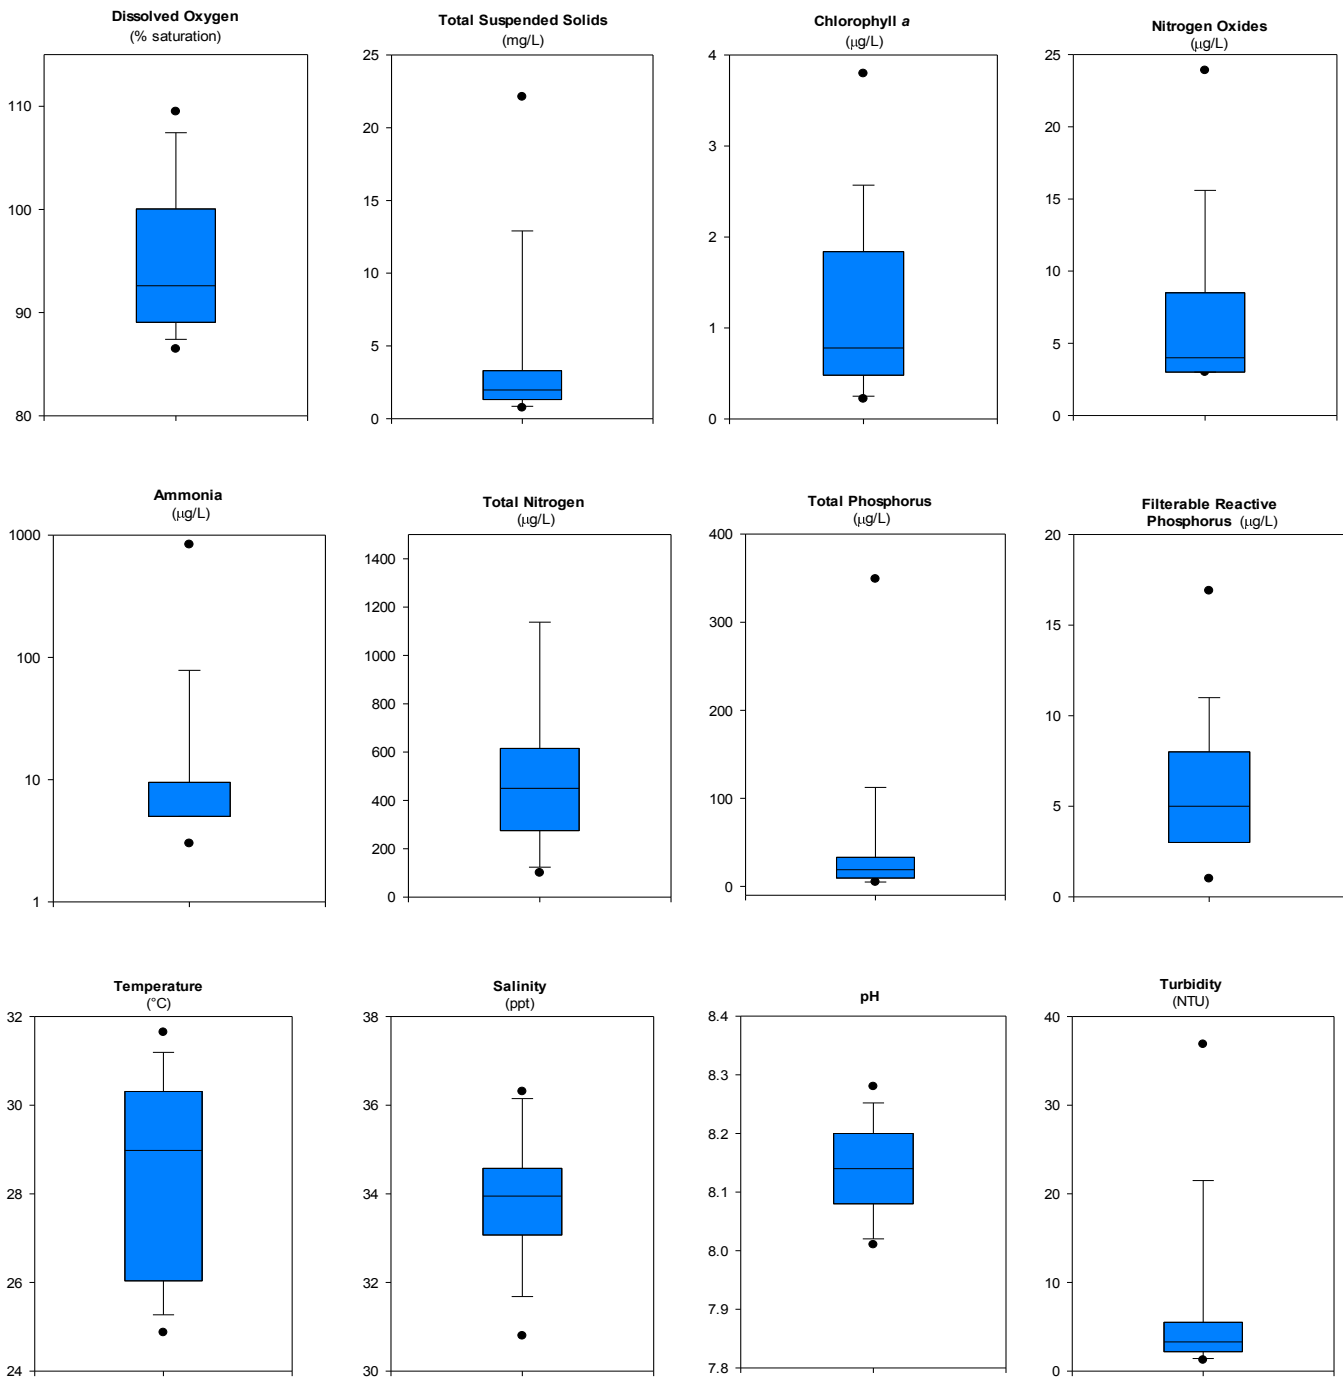 Dissolved Oxygen
(% saturation)
110
100
90
80
Total Suspended Solids
(mg/L)
25
20
15
10
5
0
Chlorophyll a
(μg/L)
4
3
2
1
0
Nitrogen Oxides
(μg/L)
25
20
15
10
5
0
Ammonia
(μg/L)
1000
100
10
1
Total Nitrogen
(μg/L)
1400
1200
1000
800
600
400
200
0
Total Phosphorus
(μg/L)
400
300
200
100
0
Filterable Reactive
Phosphorus (μg/L)
20
15
10
5
0
Temperature
(°C)
32
30
28
26
24
Salinity
(ppt)
38
36
34
32
30
pH
8.4
8.3
8.2
8.1
8.0
7.9
7.8
Turbidity
(NTU)
40
30
20
10
0